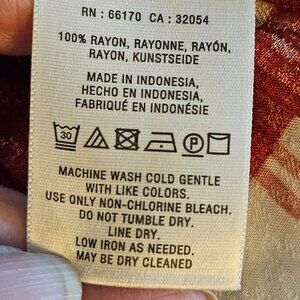 RN : 66170 CA : 32054
100% RAYON, RAYONNE, RAYÓN,
RAYON, KUNSTSEIDE
MADE IN INDONESIA,
HECHO EN INDONESIA,
FABRIQUÉ EN INDONÉSIE
30 P
MACHINE WASH COLD GENTLE
WITH LIKE COLORS.
USE ONLY NON-CHLORINE BLEACH.
DO NOT TUMBLE DRY.
LINE DRY.
LOW IRON AS NEEDED.
MAY BE DRY CLEANED